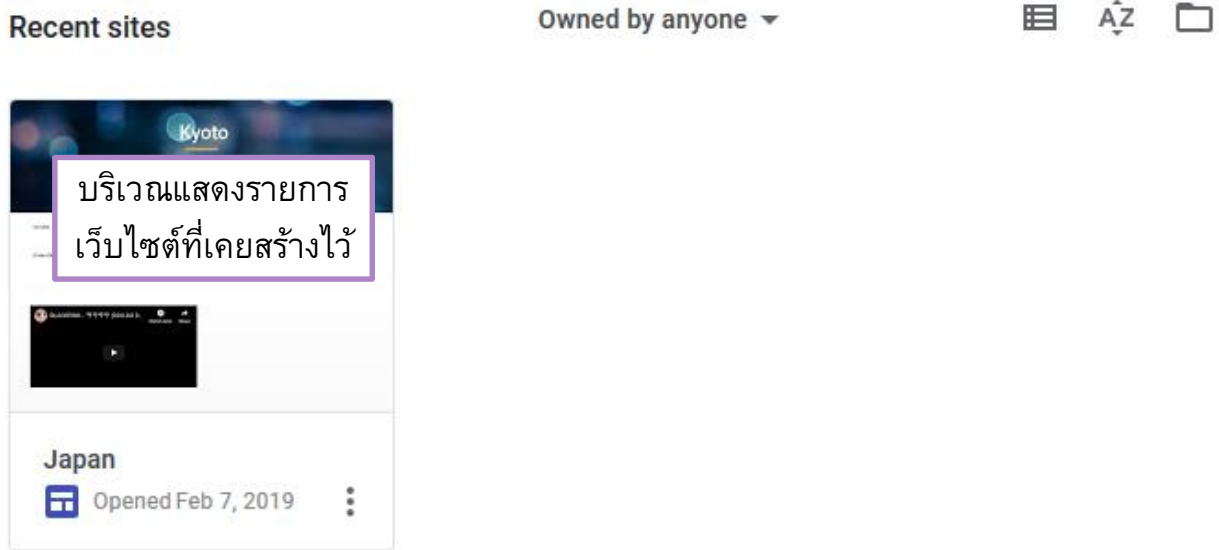 Recent sites
Owned by anyone
AZ
Kyoto
บริเวณแสดงรายการ
เว็บไซต์ที่เคยสร้างไว้
Japan
Opened Feb 7, 2019